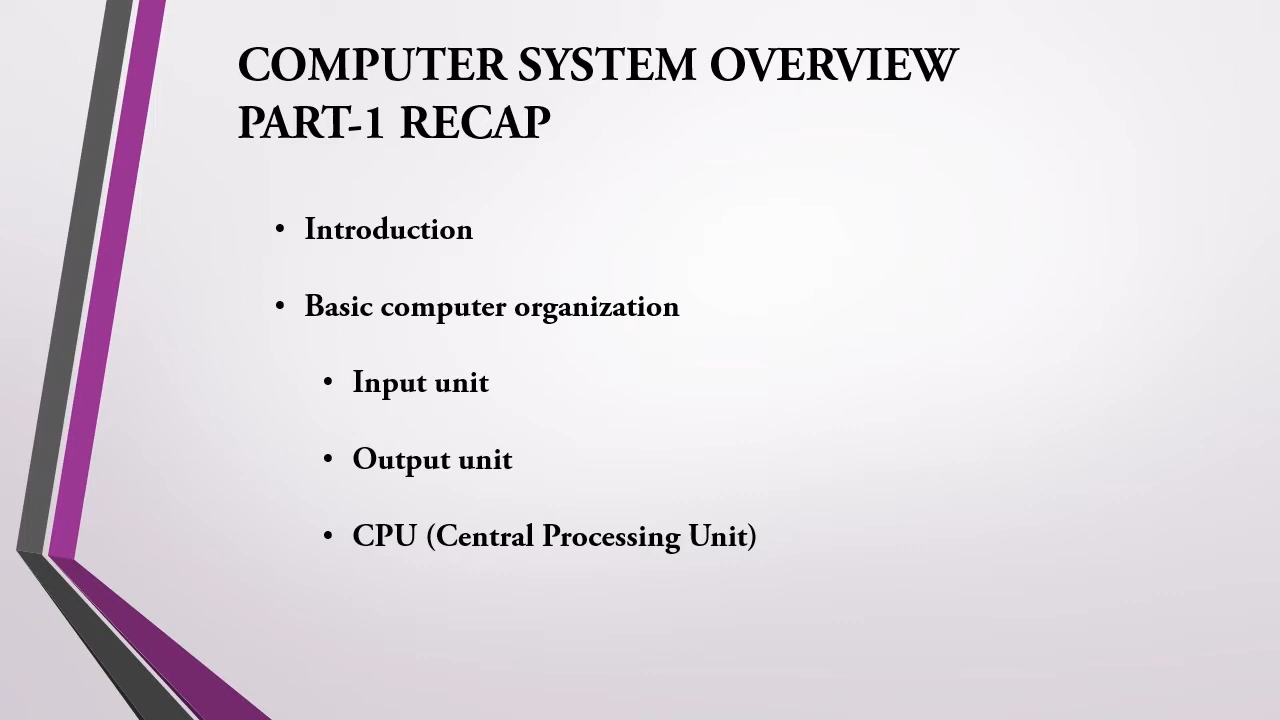 COMPUTER SYSTEM OVERVIEW
PART-1 RECAP
• Introduction
• Basic computer organization
• Input unit
• Output unit
• CPU (Central Processing Unit)